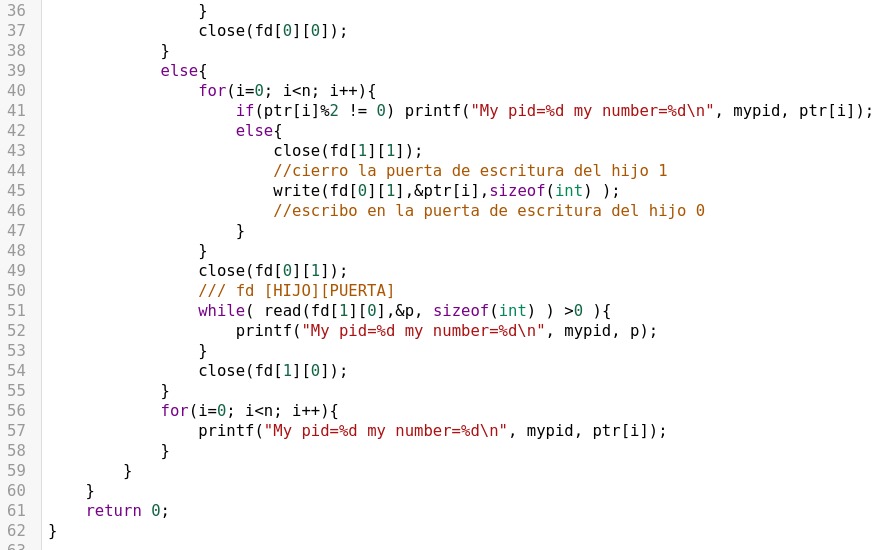 36                }
37                close(fd[0][0]);
38            }
39            else{
40                for(i=0; i<n; i++){
41                    if(ptr[i]%2 != 0) printf("My pid=%d my number=%d\n", mypid, ptr[i]);
42                    else{
43                        close(fd[1][1]);
44                        //cierro la puerta de escritura del hijo 1
45                        write(fd[0][1],&ptr[i],sizeof(int) );
46                        //escribo en la puerta de escritura del hijo 0
47                    }
48                }
49                close(fd[0][1]);
50                /// fd [HIJO][PUERTA]
51                while( read(fd[1][0],&p, sizeof(int) ) >0 ){
52                    printf("My pid=%d my number=%d\n", mypid, p);
53                }
54                close(fd[1][0]);
55            }
56            for(i=0; i<n; i++){
57                printf("My pid=%d my number=%d\n", mypid, ptr[i]);
58            }
59        }
60    }
61    return 0;
62 }
63